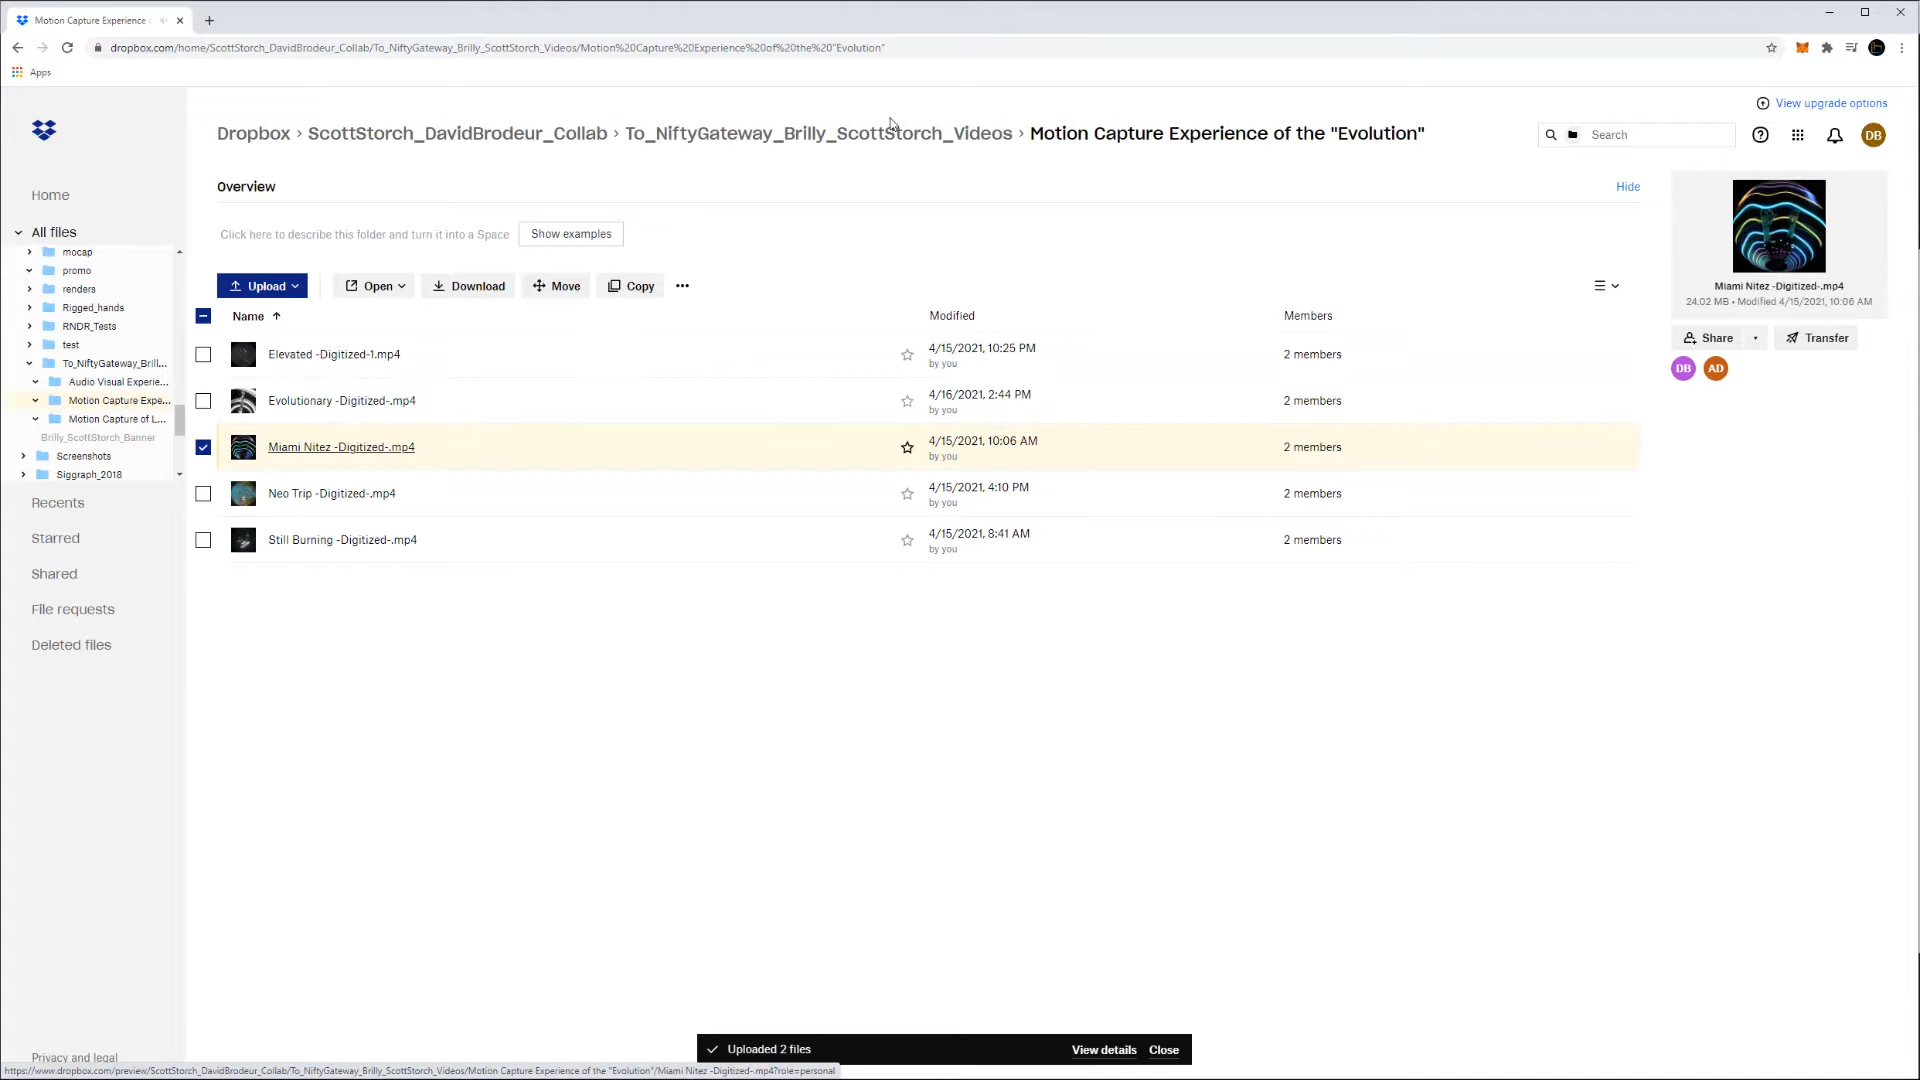 Motion Capture Experience
dropbox.com/home/ScottStorch_DavidBrodeur_Collab/To_NiftyGateway_Brilly_ScottStorch_Videos/Motion%20Capture%20Experience%20of%20the%20"Evolution"
Apps
View upgrade options
Dropbox › ScottStorch_DavidBrodeur_Collab › To_NiftyGateway_Brilly_ScottStorch_Videos › Motion Capture Experience of the "Evolution"
Search
DB
Home
Overview
Hide
All files
Click here to describe this folder and turn it into a Space
Show examples
mocap
promo
renders
Rigged_hands
RNDR_Tests
test
To_NiftyGateway_Brill...
Audio Visual Experie...
Motion Capture Expe...
Motion Capture of L...
Brilly_ScottStorch_Banner
Screenshots
Siggraph_2018
Recents
Starred
Shared
File requests
Deleted files
Privacy and legal
Upload
Open
Download
Move
Copy
Name
Modified
Members
Elevated -Digitized-1.mp4
4/15/2021, 10:25 PM
by you
2 members
Evolutionary -Digitized-.mp4
4/16/2021, 2:44 PM
by you
2 members
Miami Nitez -Digitized-.mp4
4/15/2021, 10:06 AM
by you
2 members
Neo Trip -Digitized-.mp4
4/15/2021, 4:10 PM
by you
2 members
Still Burning -Digitized-.mp4
4/15/2021, 8:41 AM
by you
2 members
Miami Nitez -Digitized-.mp4
24.02 MB • Modified 4/15/2021, 10:06 AM
Share
Transfer
DB
AD
Uploaded 2 files
View details
Close
https://www.dropbox.com/preview/ScottStorch_DavidBrodeur_Collab/To_NiftyGateway_Brilly_ScottStorch_Videos/Motion Capture Experience of the "Evolution"/Miami Nitez -Digitized-.mp4?role=personal